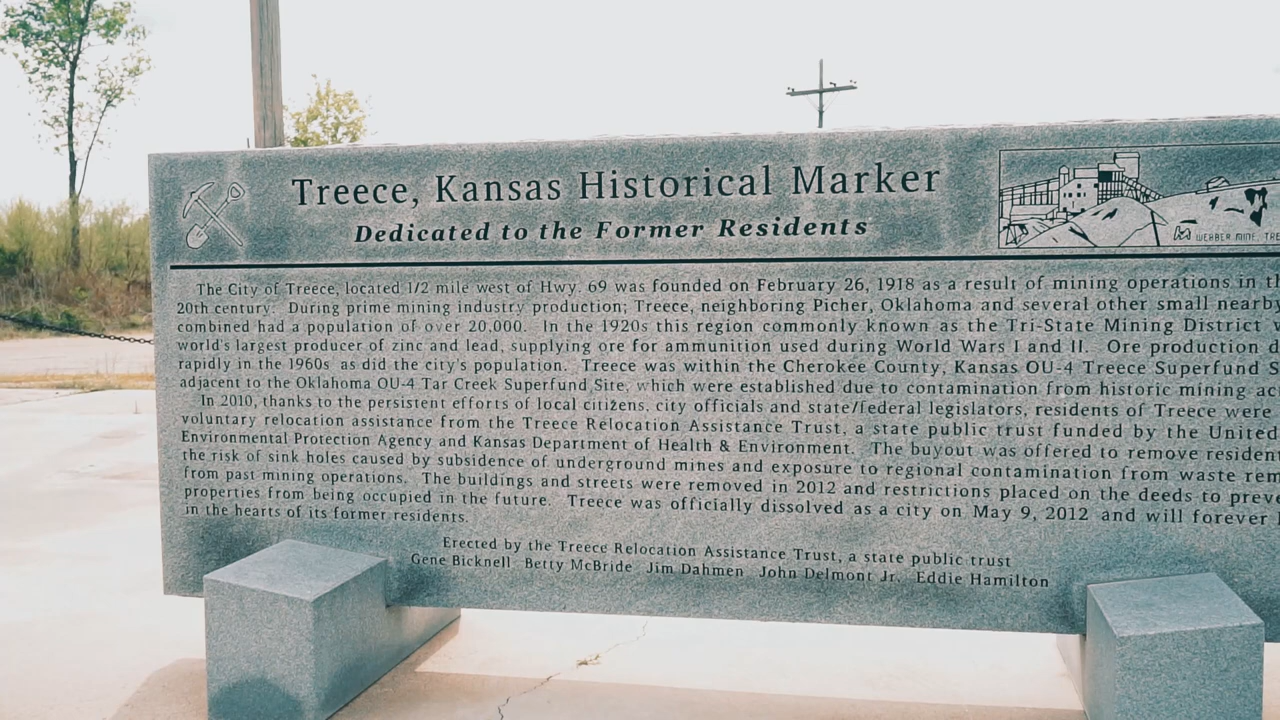 Treece, Kansas Historical Marker
Dedicated to the Former Residents
WEBBER MINE, TRE
The City of Treece, located 1/2 mile west of Hwy. 69 was founded on February 26, 1918 as a result of mining operations in th
20th century. During prime mining industry production; Treece, neighboring Picher, Oklahoma and several other small nearby
combined had a population of over 20,000. In the 1920s this region commonly known as the Tri-State Mining District
world's largest producer of zinc and lead, supplying ore for ammunition used during World Wars I and II. Ore production d
rapidly in the 1960s as did the city's population. Treece was within the Cherokee County, Kansas OU-4 Treece Superfund S
adjacent to the Oklahoma OU-4 Tar Creek Superfund Site, which were established due to contamination from historic mining ac
In 2010, thanks to the persistent efforts of local citizens, city officials and state/federal legislators, residents of Treece were
voluntary relocation assistance from the Treece Relocation Assistance Trust, a state public trust funded by the United
Environmental Protection Agency and Kansas Department of Health & Environment. The buyout was offered to remove resident
the risk of sink holes caused by subsidence of underground mines and exposure to regional contamination from waste rem
from past mining operations. The buildings and streets were removed in 2012 and restrictions placed on the deeds to preve
properties from being occupied in the future. Treece was officially dissolved as a city on May 9, 2012 and will forever
in the hearts of its former residents.
Erected by the Treece Relocation Assistance Trust, a state public trust
Gene Bicknell Betty McBride Jim Dahmen John Delmont Jr. Eddie Hamilton